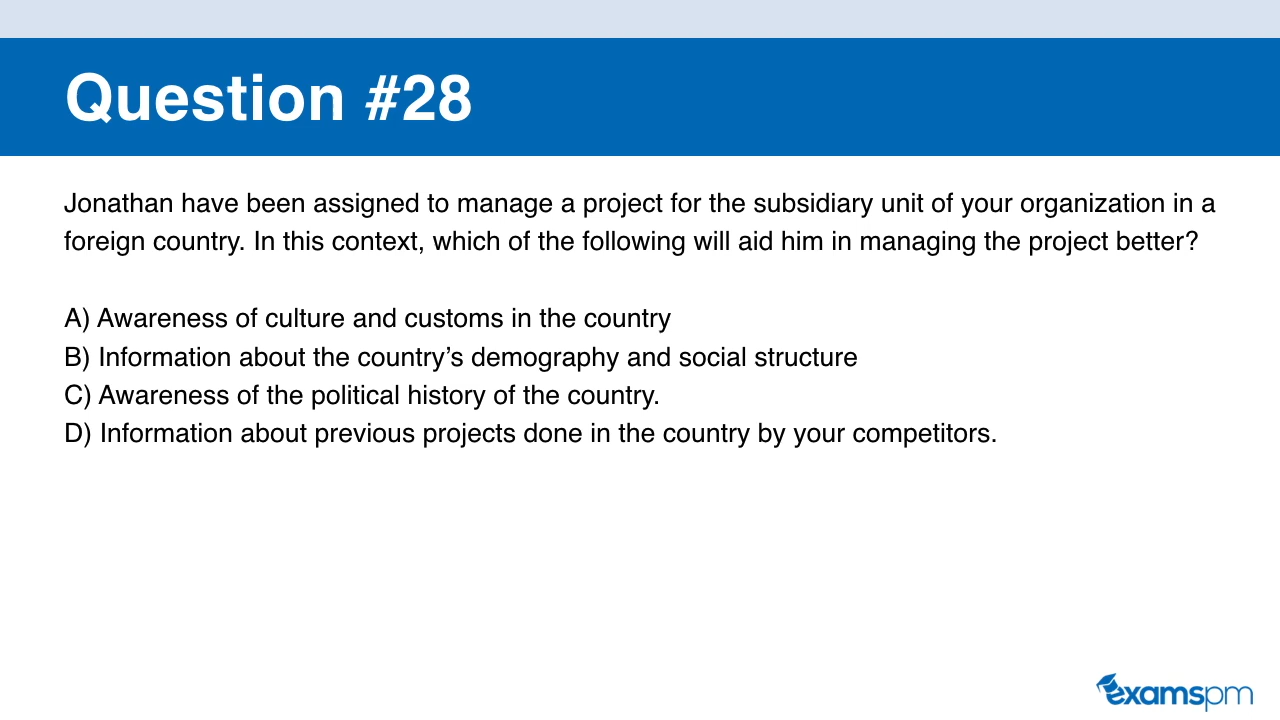 Question #28
Jonathan have been assigned to manage a project for the subsidiary unit of your organization in a
foreign country. In this context, which of the following will aid him in managing the project better?
A) Awareness of culture and customs in the country
B) Information about the country’s demography and social structure
C) Awareness of the political history of the country.
D) Information about previous projects done in the country by your competitors.
examspm